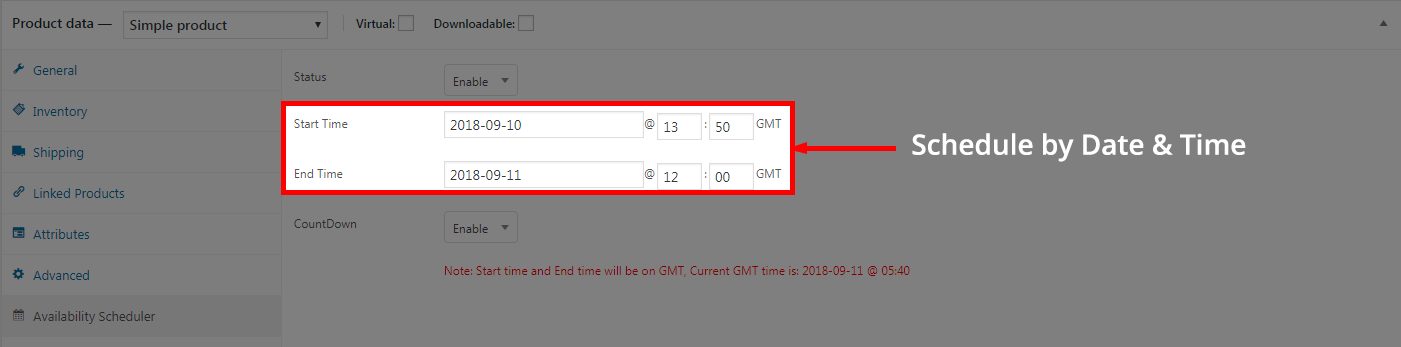 Product data — Simple product Virtual: Downloadable:
General
Inventory
Shipping
Linked Products
Attributes
Advanced
Availability Scheduler
Status Enable
Start Time 2018-09-10 @ 13 : 50 GMT
End Time 2018-09-11 @ 12 : 00 GMT
CountDown Enable
Note: Start time and End time will be on GMT, Current GMT time is: 2018-09-11 @ 05:40
Schedule by Date & Time